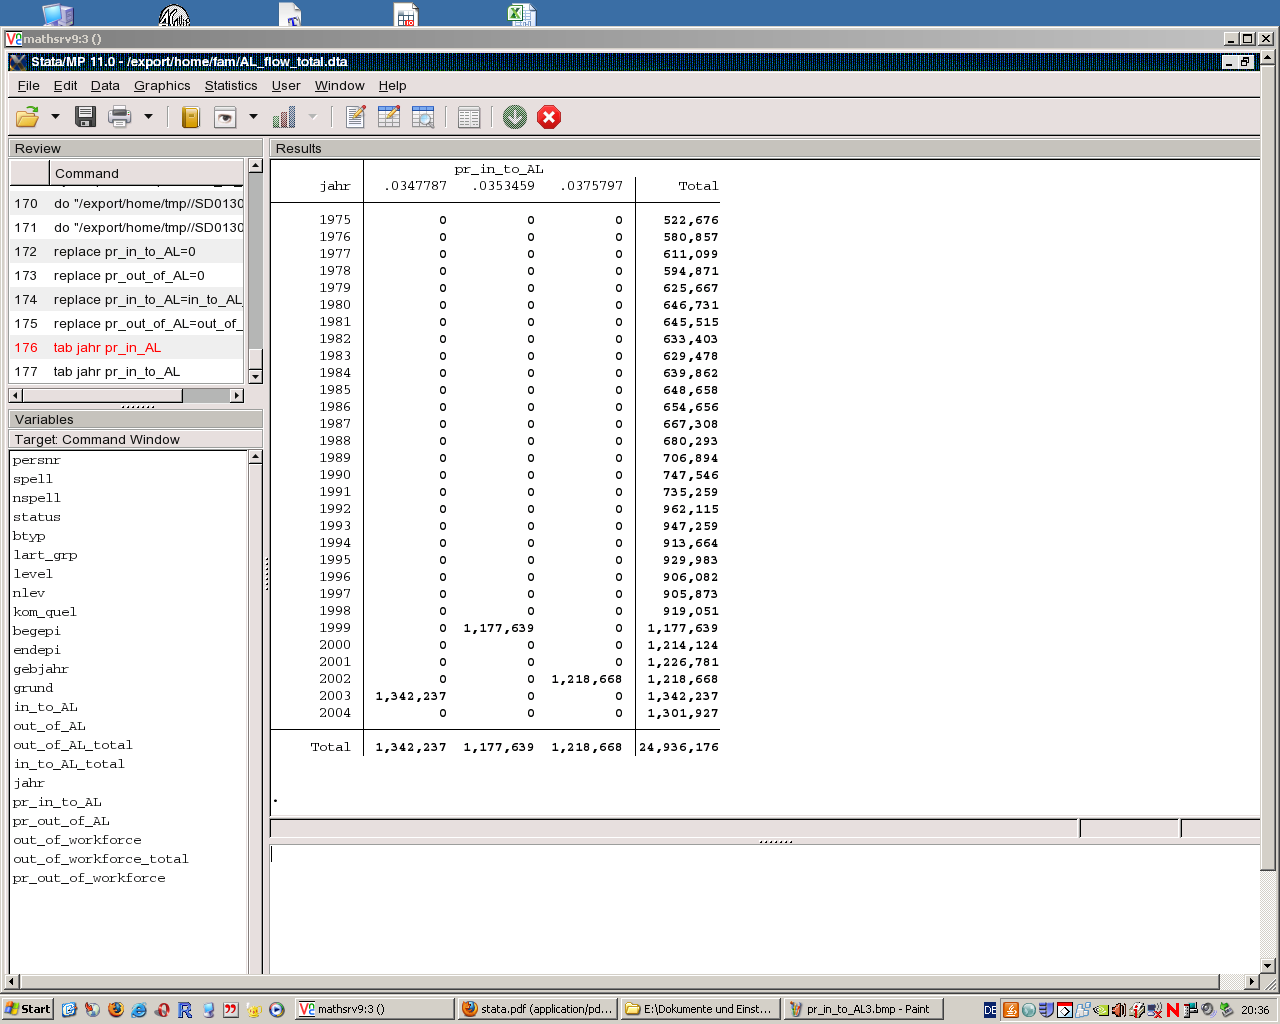 mathsrv9:3 ()
Stata/MP 11.0 - /export/home/fam/AL_flow_total.dta
File Edit Data Graphics Statistics User Window Help
Review
Command
170 do "/export/home/tmp//SD0130
171 do "/export/home/tmp//SD0130
172 replace pr_in_to_AL=0
173 replace pr_out_of_AL=0
174 replace pr_in_to_AL=in_to_AL_
175 replace pr_out_of_AL=out_of_
176 tab jahr pr_in_AL
177 tab jahr pr_in_to_AL
Variables
Target: Command Window
persnr
spell
nspell
status
btyp
lart_grp
level
nlev
kom_quel
begepi
endepi
gebjahr
grund
in_to_AL
out_of_AL
out_of_AL_total
in_to_AL_total
jahr
pr_in_to_AL
pr_out_of_AL
out_of_workforce
out_of_workforce_total
pr_out_of_workforce
Results
pr_in_to_AL
jahr .0347787 .0353459 .0375797 Total
1975 0 0 0 522,676
1976 0 0 0 580,857
1977 0 0 0 611,099
1978 0 0 0 594,871
1979 0 0 0 625,667
1980 0 0 0 646,731
1981 0 0 0 645,515
1982 0 0 0 633,403
1983 0 0 0 629,478
1984 0 0 0 639,862
1985 0 0 0 648,658
1986 0 0 0 654,656
1987 0 0 0 667,308
1988 0 0 0 680,293
1989 0 0 0 706,894
1990 0 0 0 747,546
1991 0 0 0 735,259
1992 0 0 0 962,115
1993 0 0 0 947,259
1994 0 0 0 913,664
1995 0 0 0 929,983
1996 0 0 0 906,082
1997 0 0 0 905,873
1998 0 0 0 919,051
1999 0 1,177,639 0 1,177,639
2000 0 0 0 1,214,124
2001 0 0 0 1,226,781
2002 0 0 1,218,668 1,218,668
2003 1,342,237 0 0 1,342,237
2004 0 0 0 1,301,927
Total 1,342,237 1,177,639 1,218,668 24,936,176
.
Start mathsrv9:3 () stata.pdf (application/pd... E:\Dokumente und Einst... pr_in_to_AL3.bmp - Paint DE 20:36